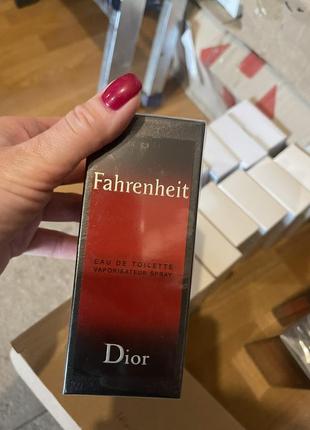 Fahrenheit
EAU DE TOILETTE
VAPORISATEUR SPRAY
Dior